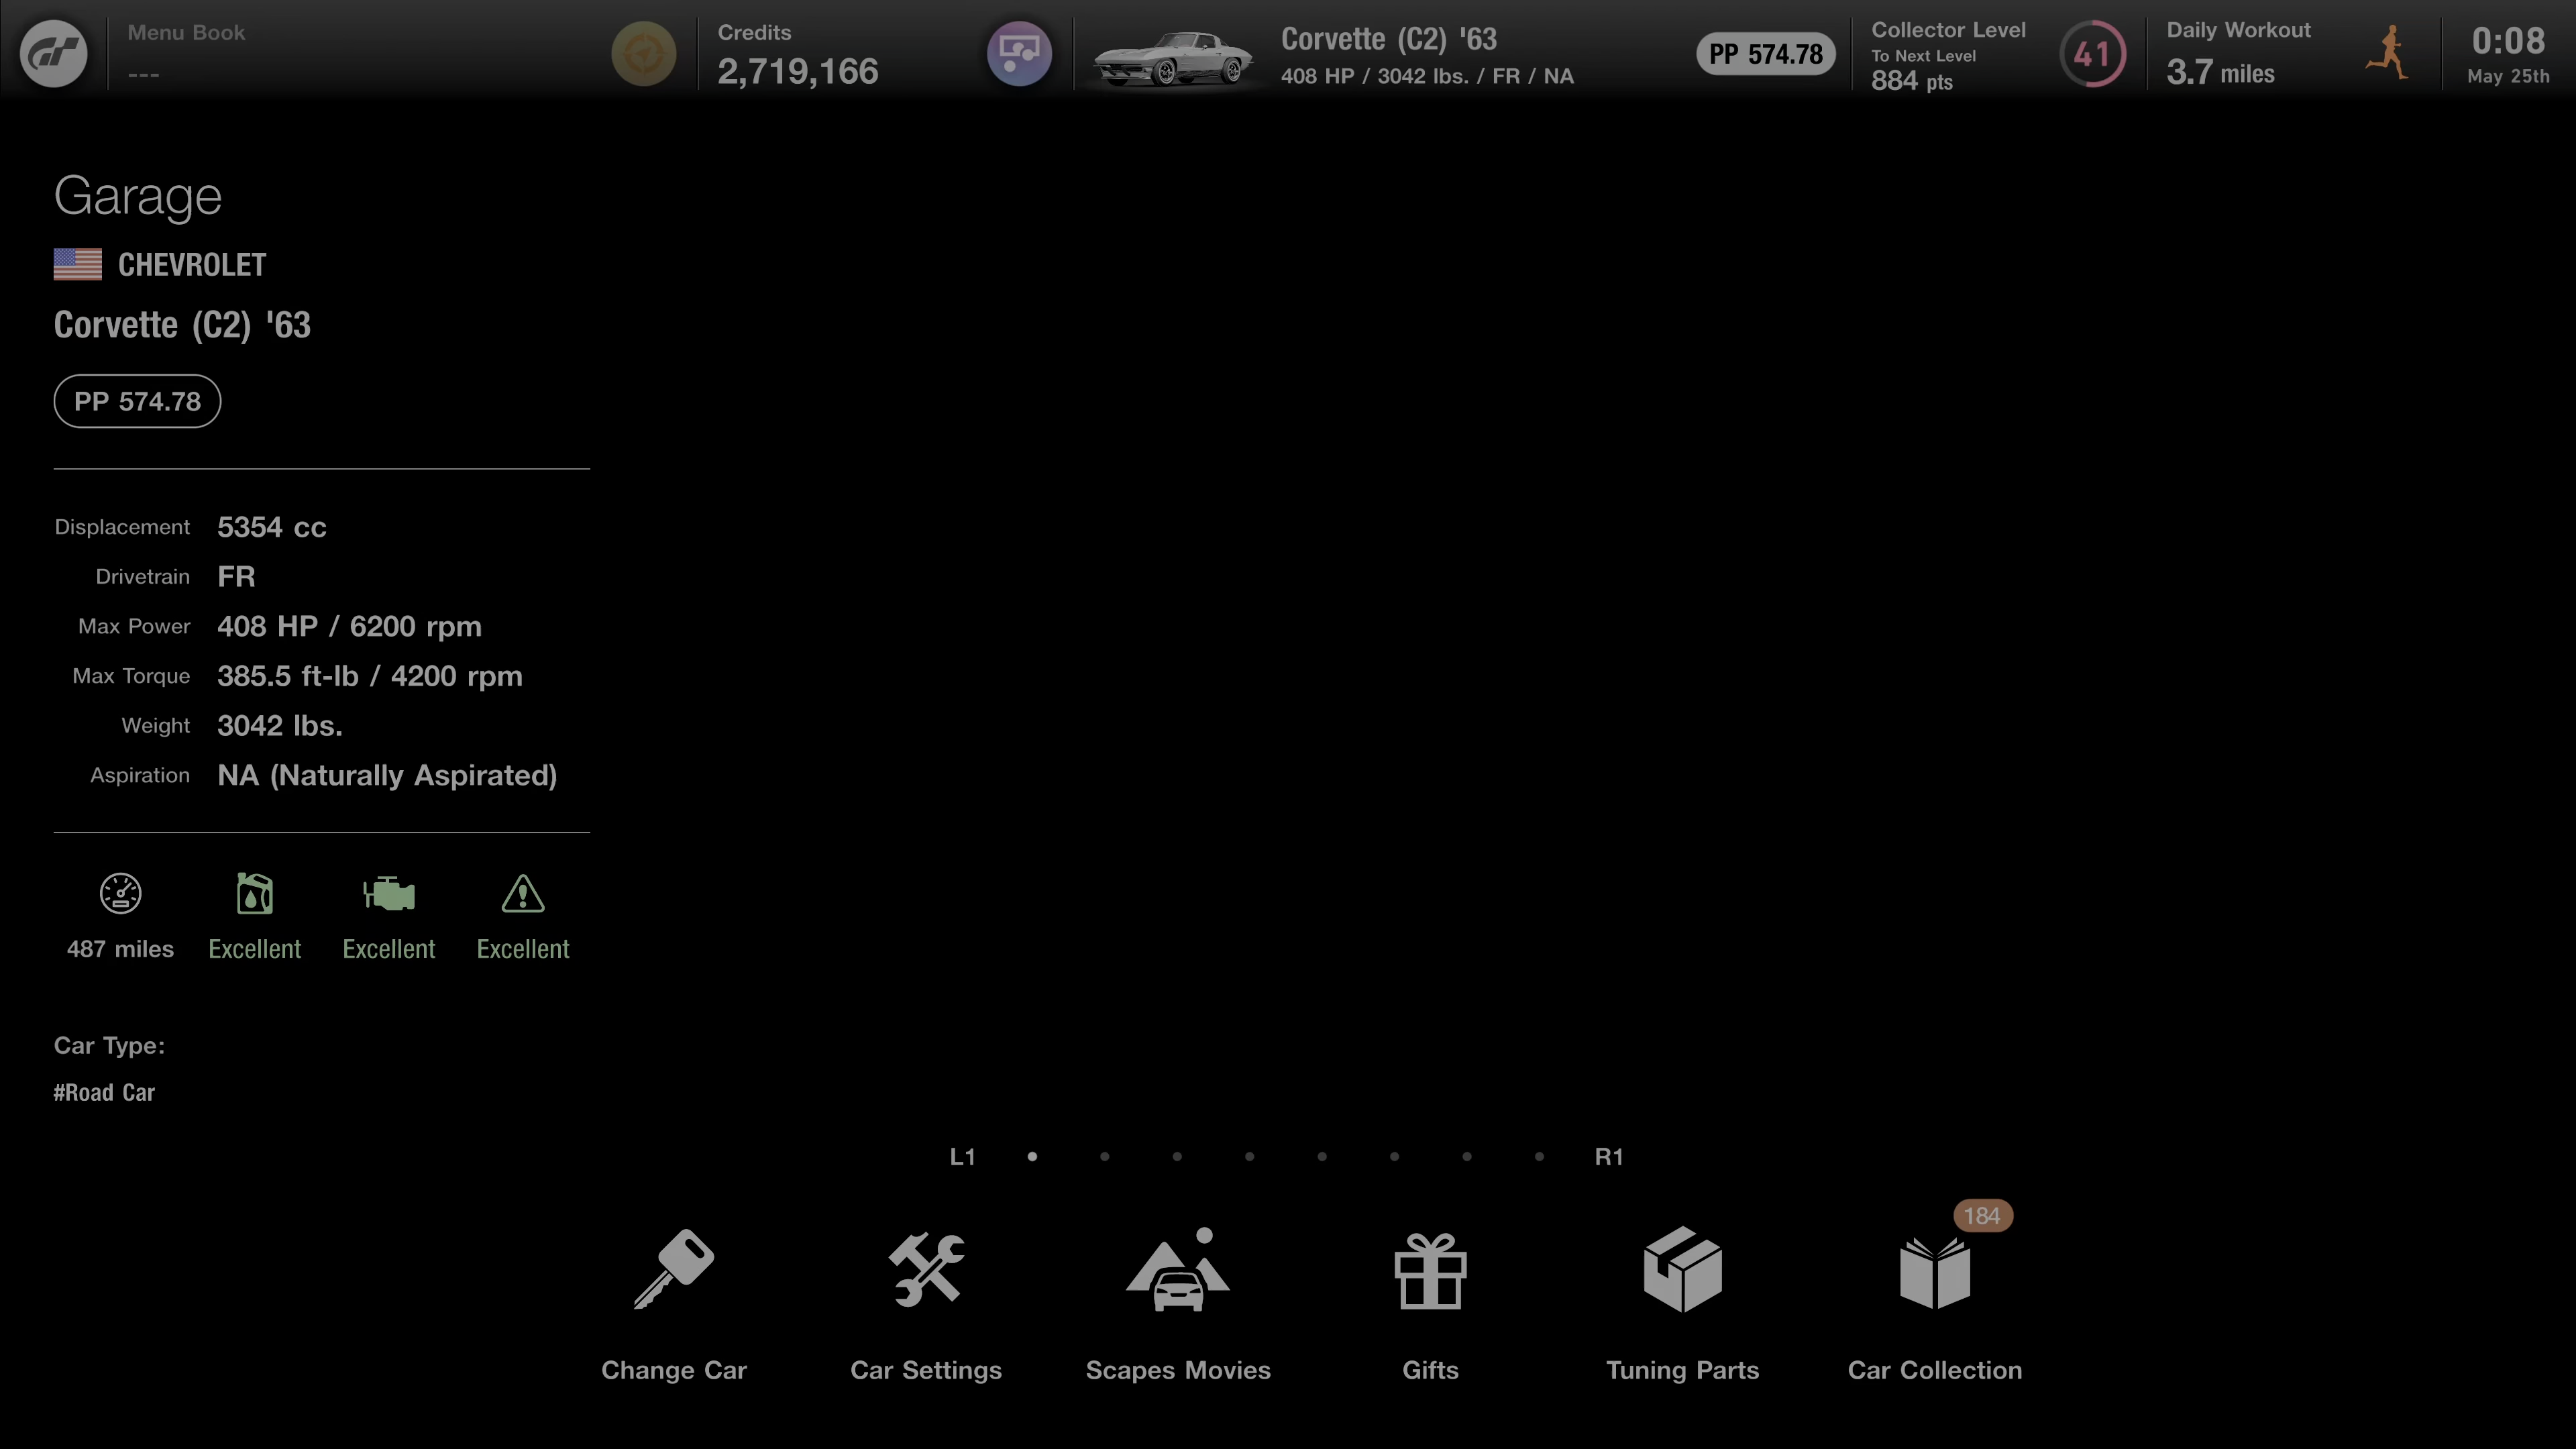 Menu Book
---
Credits
2,719,166
Corvette (C2) '63
408 HP / 3042 lbs. / FR / NA
PP 574.78
Collector Level
To Next Level
884 pts
41
Daily Workout
3.7 miles
0:08
May 25th
Garage
CHEVROLET
Corvette (C2) '63
PP 574.78
Displacement 5354 cc
Drivetrain FR
Max Power 408 HP / 6200 rpm
Max Torque 385.5 ft-lb / 4200 rpm
Weight 3042 lbs.
Aspiration NA (Naturally Aspirated)
487 miles Excellent Excellent Excellent
Car Type:
#Road Car
L1 R1
184
Change Car Car Settings Scapes Movies Gifts Tuning Parts Car Collection